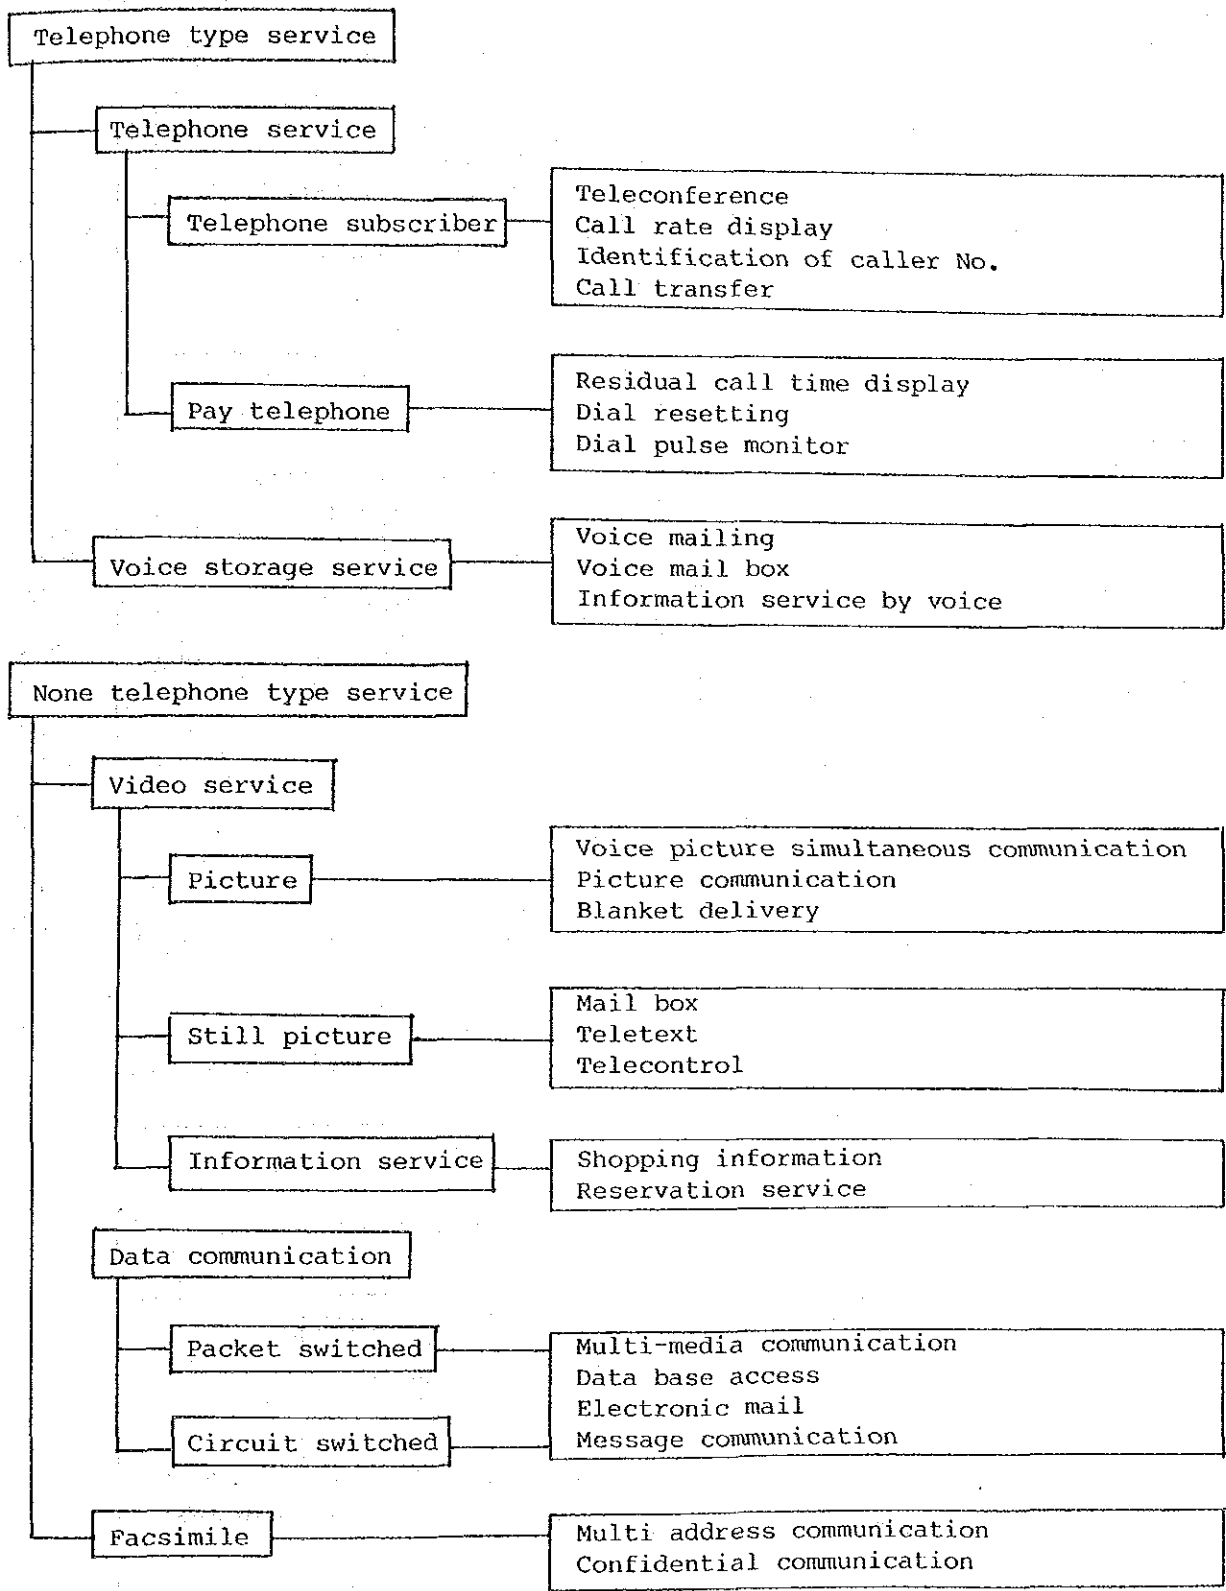 Telephone type service
Telephone service
Telephone subscriber
Teleconference
Call rate display
Identification of caller No.
Call transfer
Pay telephone
Residual call time display
Dial resetting
Dial pulse monitor
Voice storage service
Voice mailing
Voice mail box
Information service by voice
None telephone type service
Video service
Picture
Voice picture simultaneous communication
Picture communication
Blanket delivery
Still picture
Mail box
Teletext
Telecontrol
Information service
Shopping information
Reservation service
Data communication
Packet switched
Circuit switched
Multi-media communication
Data base access
Electronic mail
Message communication
Facsimile
Multi address communication
Confidential communication